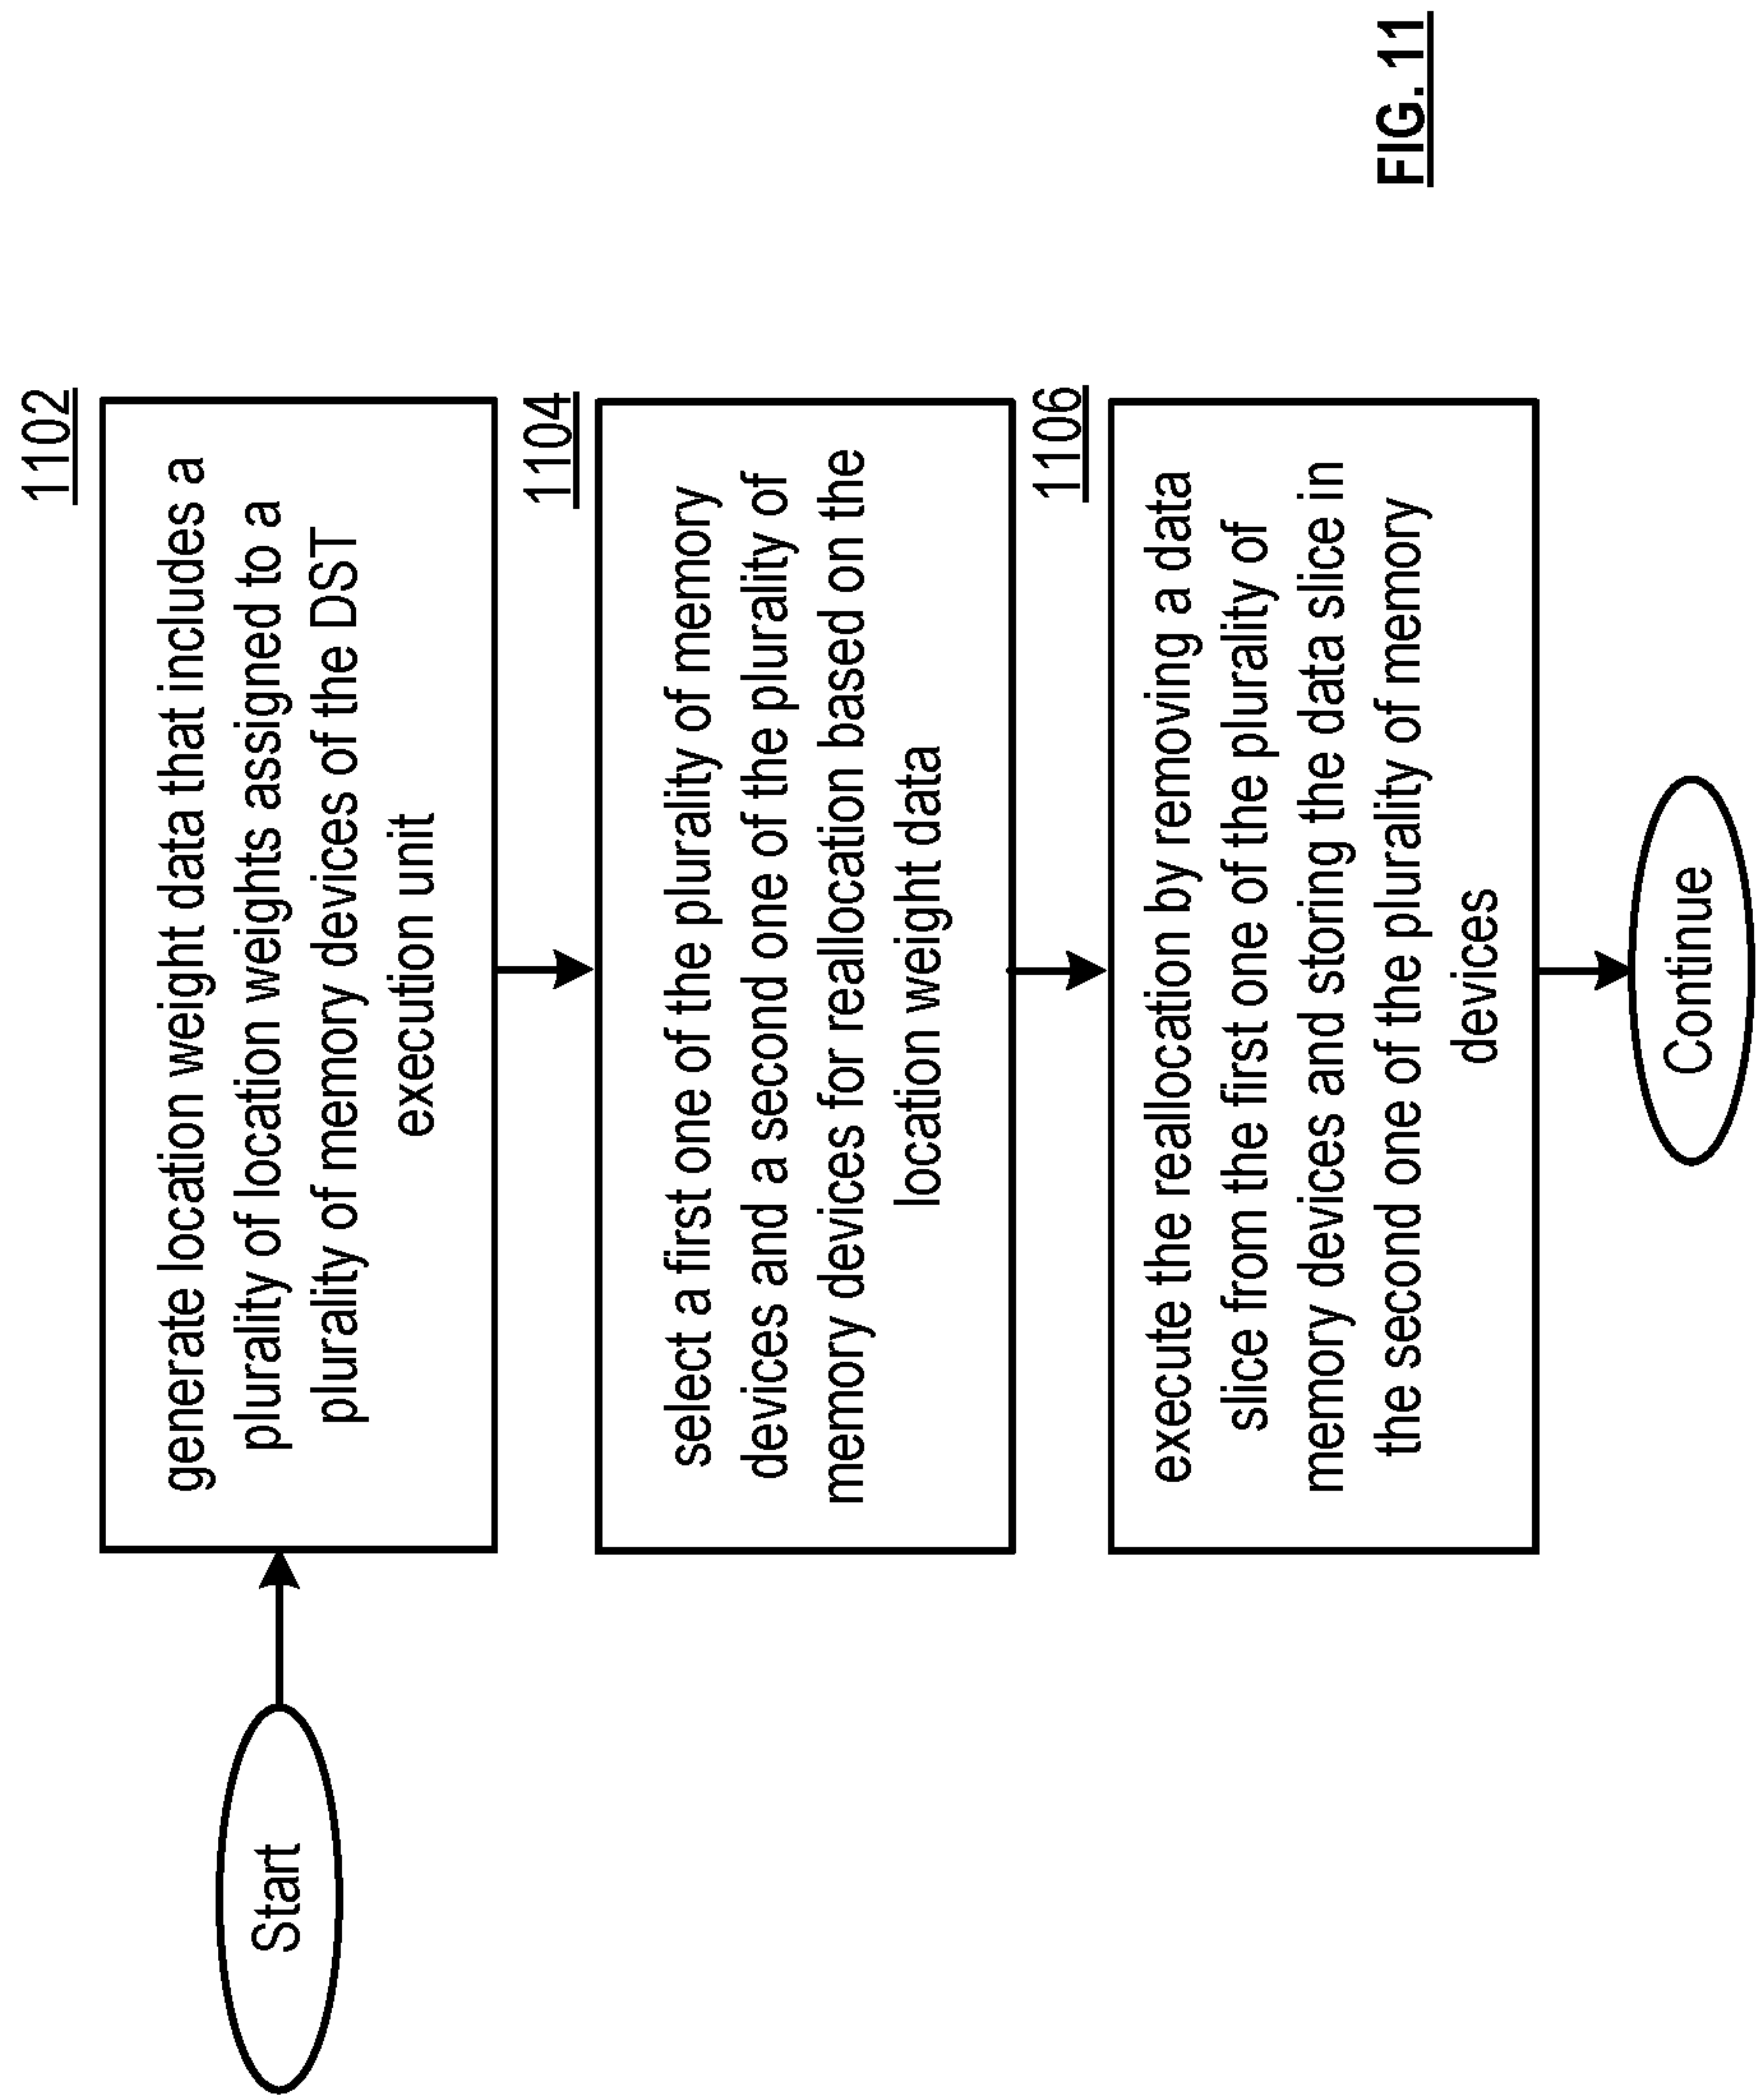 Start
1102
generate location weight data that includes a
plurality of location weights assigned to a
plurality of memory devices of the DST
execution unit
1104
select a first one of the plurality of memory
devices and a second one of the plurality of
memory devices for reallocation based on the
location weight data
1106
execute the reallocation by removing a data
slice from the first one of the plurality of
memory devices and storing the data slice in
the second one of the plurality of memory
devices
Continue
FIG. 11